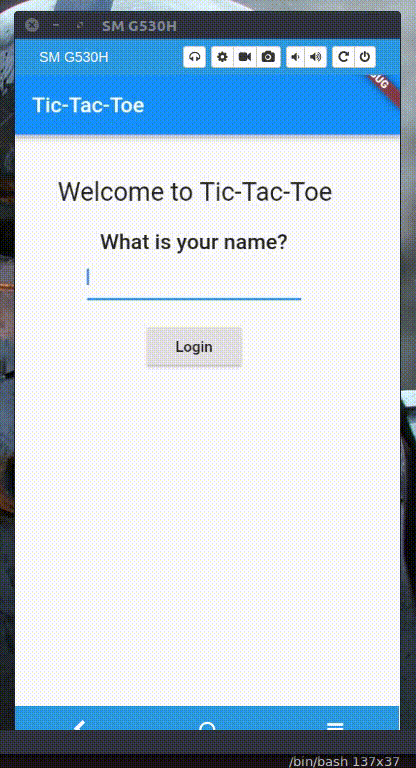 SM G530H
SM G530H
Tic-Tac-Toe
Welcome to Tic-Tac-Toe
What is your name?
Login
/bin/bash 137x37